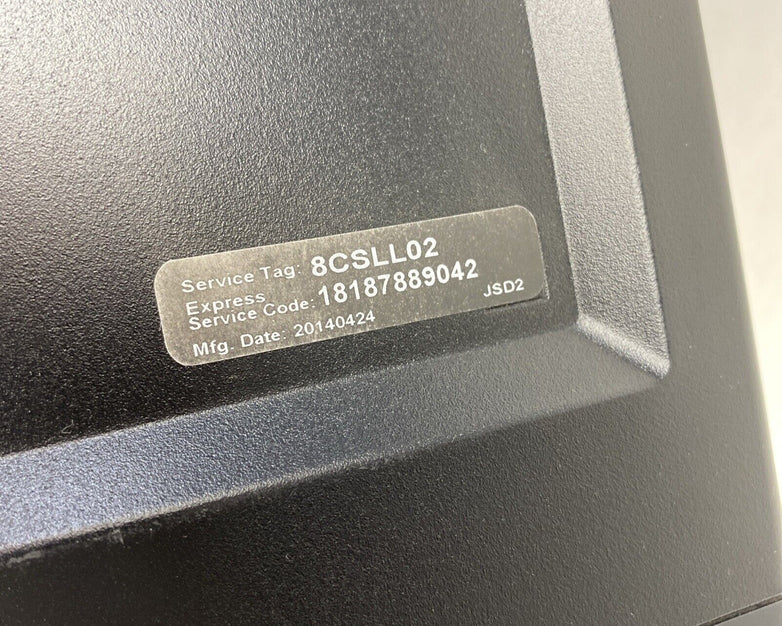 Service Tag: 8CSLL02
Express
Service Code: 18187889042
Mfg. Date: 20140424 JSD2